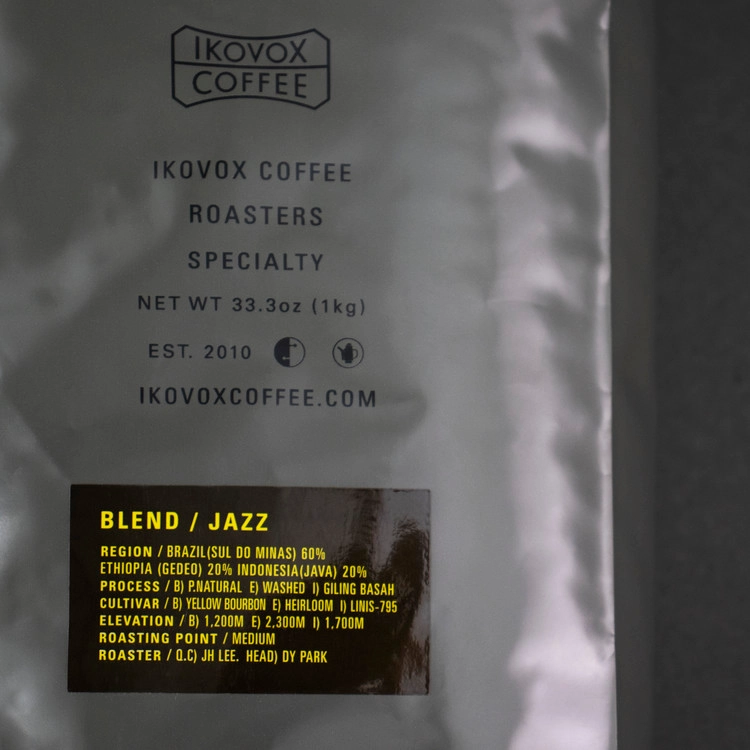 IKOVOX
COFFEE
IKOVOX COFFEE
ROASTERS
SPECIALTY
NET WT 33.3oz (1kg)
EST. 2010
IKOVOXCOFFEE.COM
BLEND / JAZZ
REGION / BRAZIL(SUL DO MINAS) 60%
ETHIOPIA (GEDEO) 20% INDONESIA(JAVA) 20%
PROCESS / B) P.NATURAL E) WASHED I) GILING BASAH
CULTIVAR / B) YELLOW BOURBON E) HEIRLOOM I) LINIS-795
ELEVATION / B) 1,200M E) 2,300M I) 1,700M
ROASTING POINT / MEDIUM
ROASTER / Q.C) JH LEE. HEAD) DY PARK